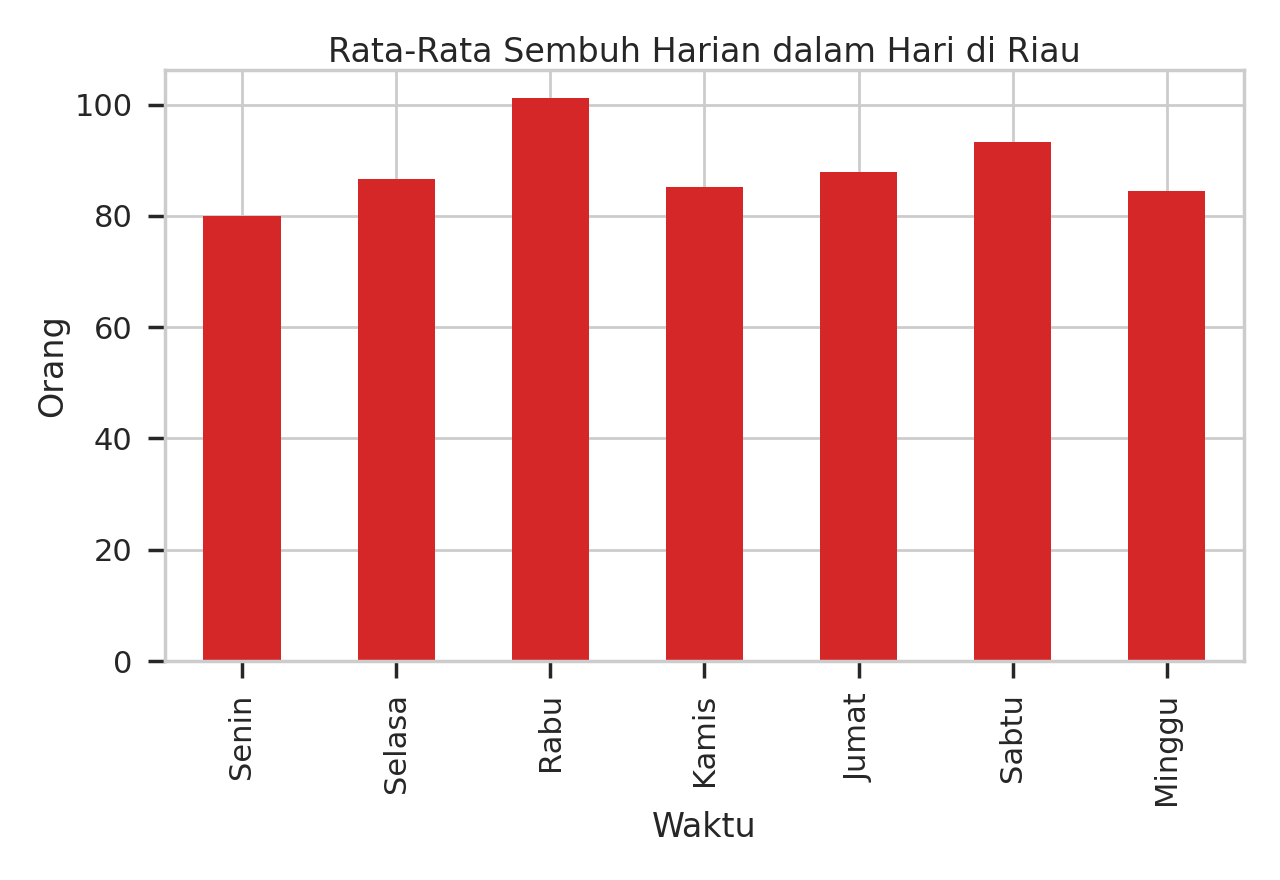 Rata-Rata Sembuh Harian dalam Hari di Riau
100
80
60
40
20
0
Orang
Senin
Selasa
Rabu
Kamis
Jumat
Sabtu
Minggu
Waktu